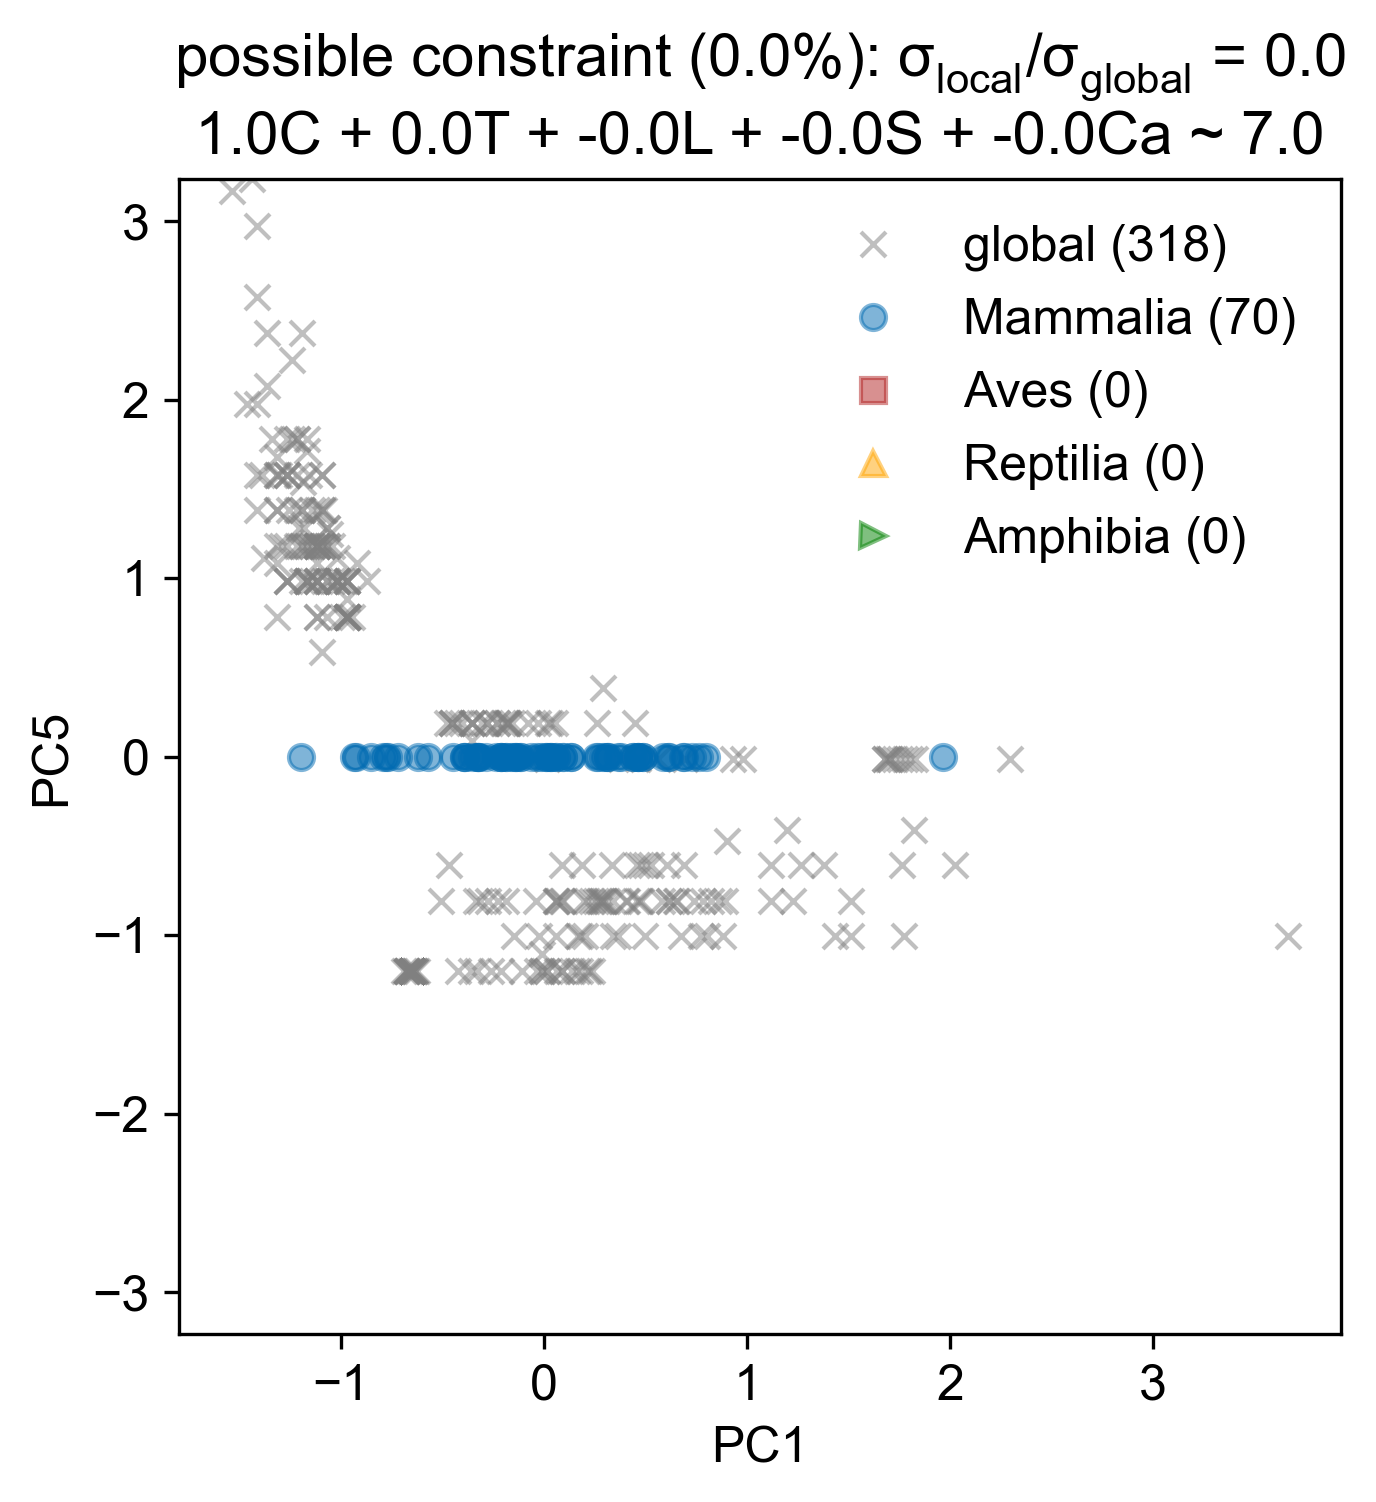 possible constraint (0.0%): σlocal/σglobal = 0.0
1.0C + 0.0T + -0.0L + -0.0S + -0.0Ca ~ 7.0
global (318)
Mammalia (70)
Aves (0)
Reptilia (0)
Amphibia (0)
PC5
3
2
1
0
−1
−2
−3
−1
0
1
2
3
PC1